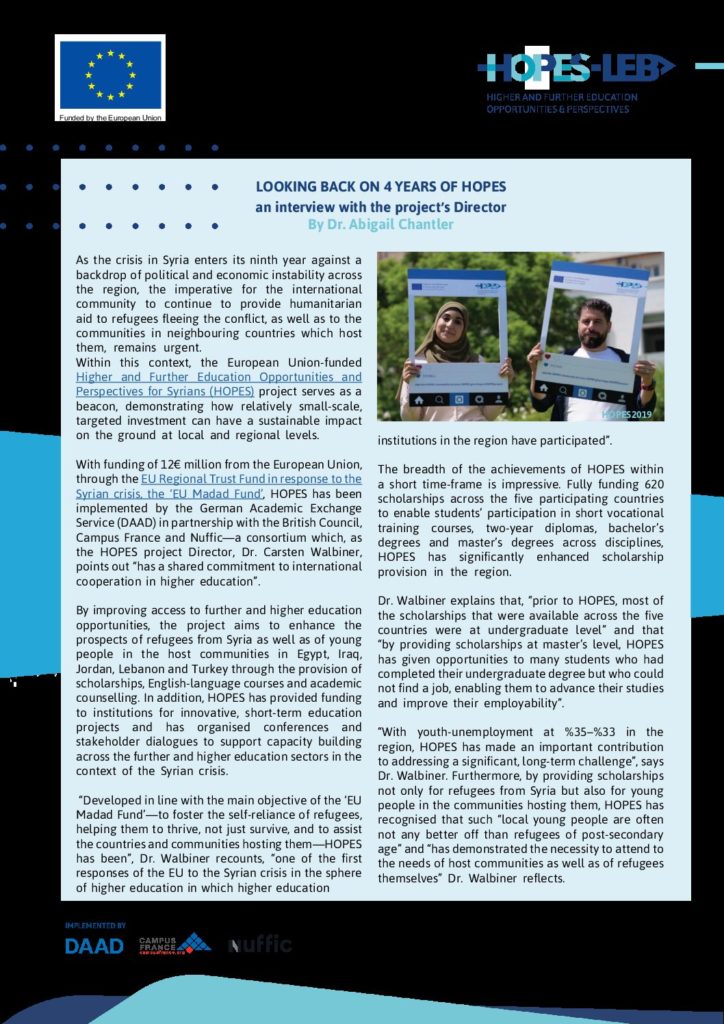 Funded by the European Union
HOPES-LEB
HIGHER AND FURTHER EDUCATION
OPPORTUNITIES & PERSPECTIVES
LOOKING BACK ON 4 YEARS OF HOPES
an interview with the project's Director
By Dr. Abigail Chantler
As the crisis in Syria enters its ninth year against a
backdrop of political and economic instability across
the region, the imperative for the international
community to continue to provide humanitarian
aid to refugees fleeing the conflict, as well as to the
communities in neighbouring countries which host
them, remains urgent.
Within this context, the European Union-funded
Higher and Further Education Opportunities and
Perspectives for Syrians (HOPES) project serves as a
beacon, demonstrating how relatively small-scale,
targeted investment can have a sustainable impact
on the ground at local and regional levels.
With funding of 12€ million from the European Union,
through the EU Regional Trust Fund in response to the
Syrian crisis, the ‘EU Madad Fund’, HOPES has been
implemented by the German Academic Exchange
Service (DAAD) in partnership with the British Council,
Campus France and Nuffic—a consortium which, as
the HOPES project Director, Dr. Carsten Walbiner,
points out “has a shared commitment to international
cooperation in higher education”.
By improving access to further and higher education
opportunities, the project aims to enhance the
prospects of refugees from Syria as well as of young
people in the host communities in Egypt, Iraq,
Jordan, Lebanon and Turkey through the provision of
scholarships, English-language courses and academic
counselling. In addition, HOPES has provided funding
to institutions for innovative, short-term education
projects and has organised conferences and
stakeholder dialogues to support capacity building
across the further and higher education sectors in the
context of the Syrian crisis.
“Developed in line with the main objective of the ‘EU
Madad Fund’—to foster the self-reliance of refugees,
helping them to thrive, not just survive, and to assist
the countries and communities hosting them—HOPES
has been”, Dr. Walbiner recounts, “one of the first
responses of the EU to the Syrian crisis in the sphere
of higher education in which higher education
HOPES2019
institutions in the region have participated”.
The breadth of the achievements of HOPES within
a short time-frame is impressive. Fully funding 620
scholarships across the five participating countries
to enable students’ participation in short vocational
training courses, two-year diplomas, bachelor’s
degrees and master’s degrees across disciplines,
HOPES has significantly enhanced scholarship
provision in the region.
Dr. Walbiner explains that, “prior to HOPES, most of
the scholarships that were available across the five
countries were at undergraduate level” and that
“by providing scholarships at master’s level, HOPES
has given opportunities to many students who had
completed their undergraduate degree but who could
not find a job, enabling them to advance their studies
and improve their employability”.
“With youth-unemployment at %35–%33 in the
region, HOPES has made an important contribution
to addressing a significant, long-term challenge”, says
Dr. Walbiner. Furthermore, by providing scholarships
not only for refugees from Syria but also for young
people in the communities hosting them, HOPES has
recognised that such “local young people are often
not any better off than refugees of post-secondary
age” and “has demonstrated the necessity to attend to
the needs of host communities as well as of refugees
themselves” Dr. Walbiner reflects.
IMPLEMENTED BY
DAAD
CAMPUS
FRANCE
campusfrance.org
nuffic